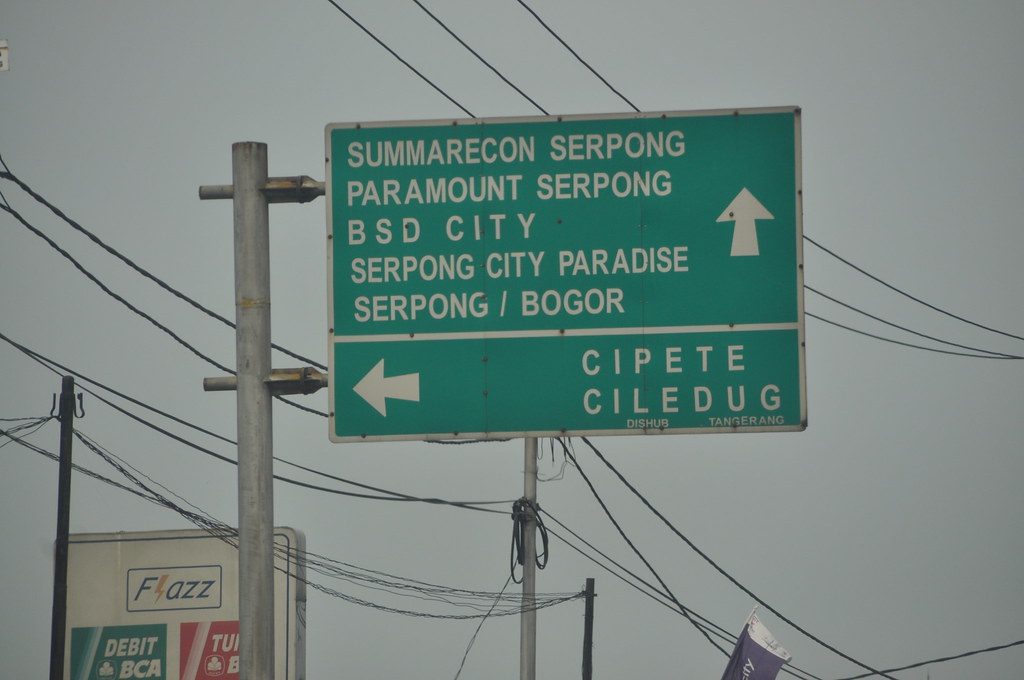 SUMMARECON SERPONG
PARAMOUNT SERPONG
BSD CITY
SERPONG CITY PARADISE
SERPONG / BOGOR
CIPETE
CILEDUG
DISHUB TANGERANG
Flazz
DEBIT
BCA